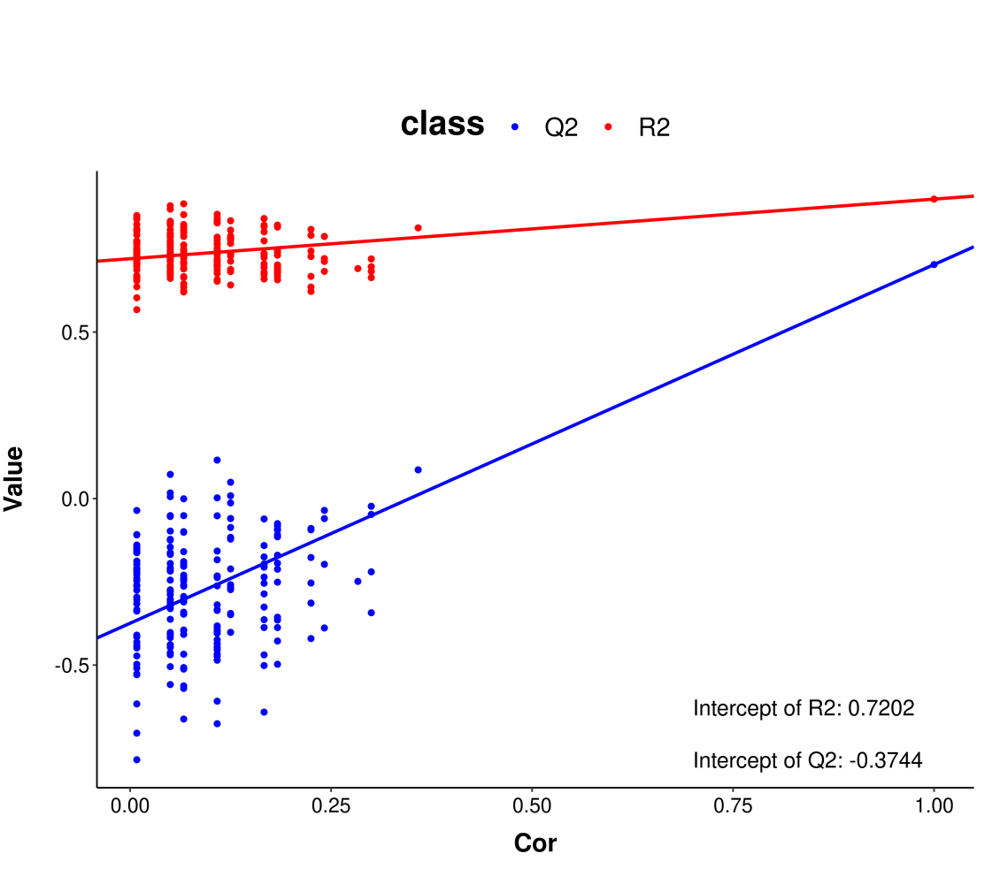 class Q2 R2
Value
0.5
0.0
-0.5
Intercept of R2: 0.7202
Intercept of Q2: -0.3744
0.00 0.25 0.50 0.75 1.00
Cor